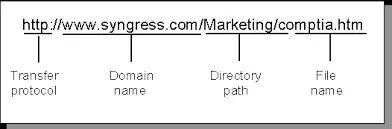 http://www.syngress.com/Marketing/comptia.htm
Transfer Domain Directory File
protocol name path name